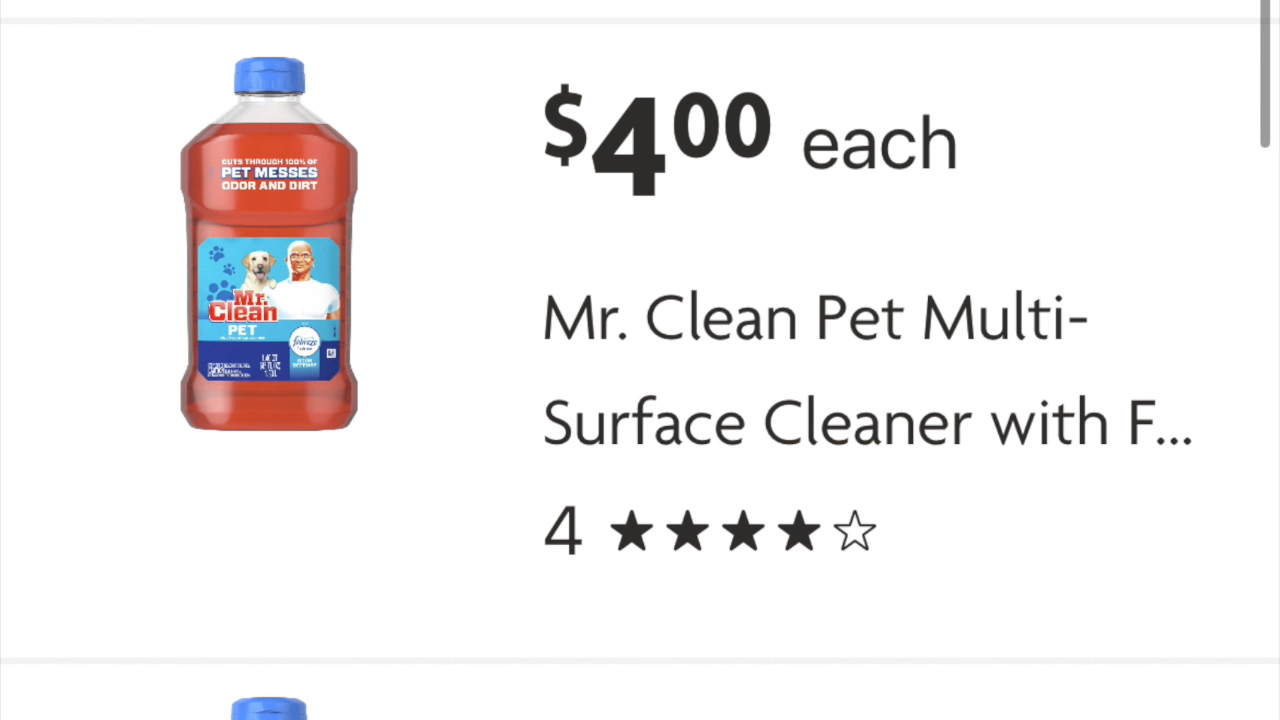 $4.00 each
Mr. Clean Pet Multi-
Surface Cleaner with F...
4
CUTS THROUGH 100% OF
PET MESSES
ODOR AND DIRT
Mr.
Clean
PET
febreze